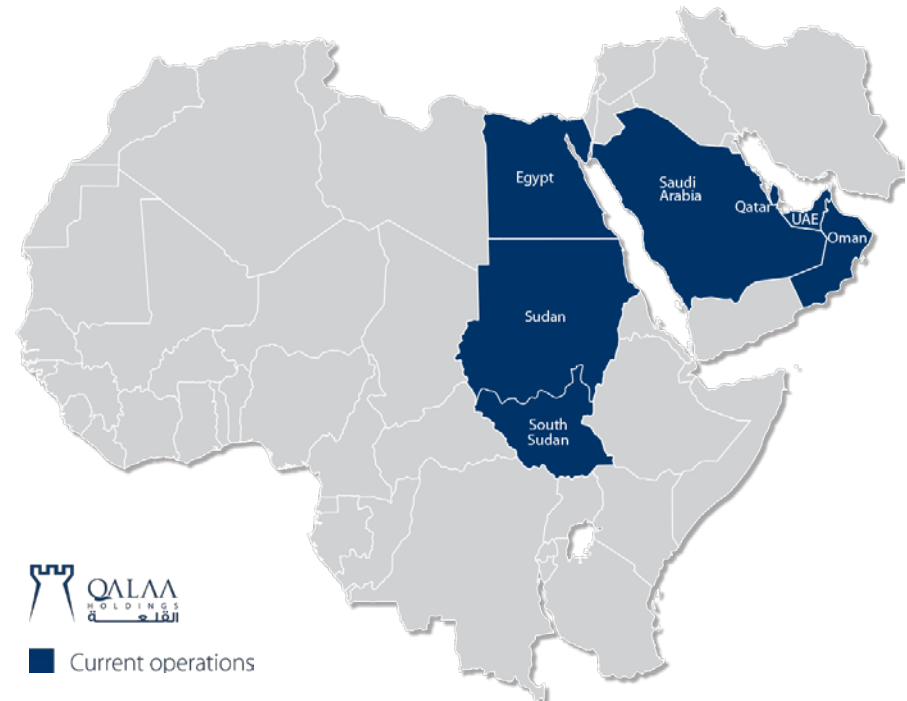 Egypt
Saudi
Arabia
Qatar
UAE
Oman
Sudan
South
Sudan
QALAA
HOLDINGS
القلعة
Current operations